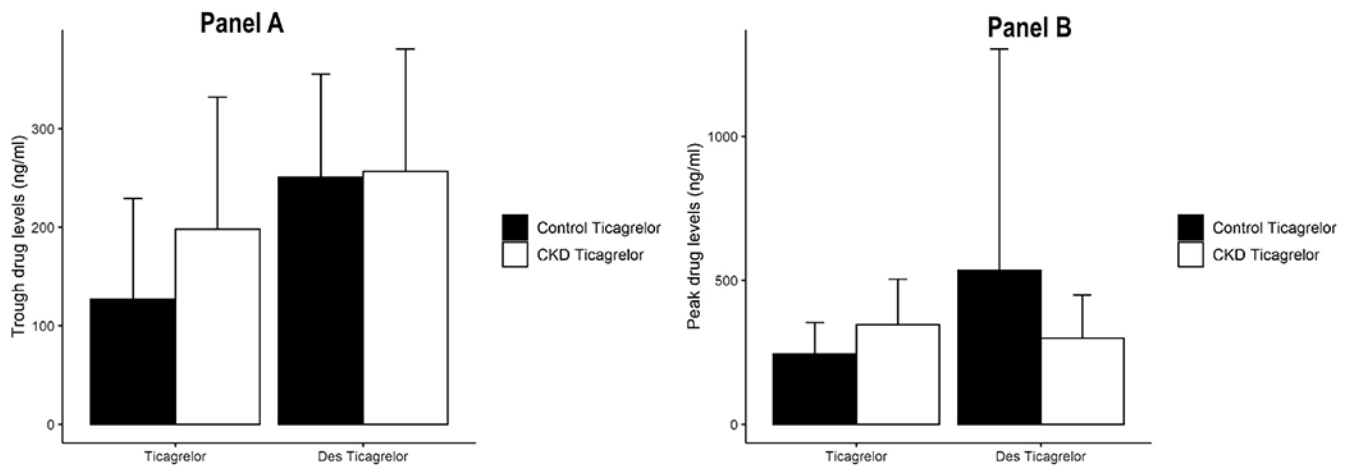 Panel A
Trough drug levels (ng/ml)
300
200
100
0
Ticagrelor
Des Ticagrelor
Control Ticagrelor
CKD Ticagrelor
Panel B
Peak drug levels (ng/ml)
1000
500
0
Ticagrelor
Des Ticagrelor
Control Ticagrelor
CKD Ticagrelor